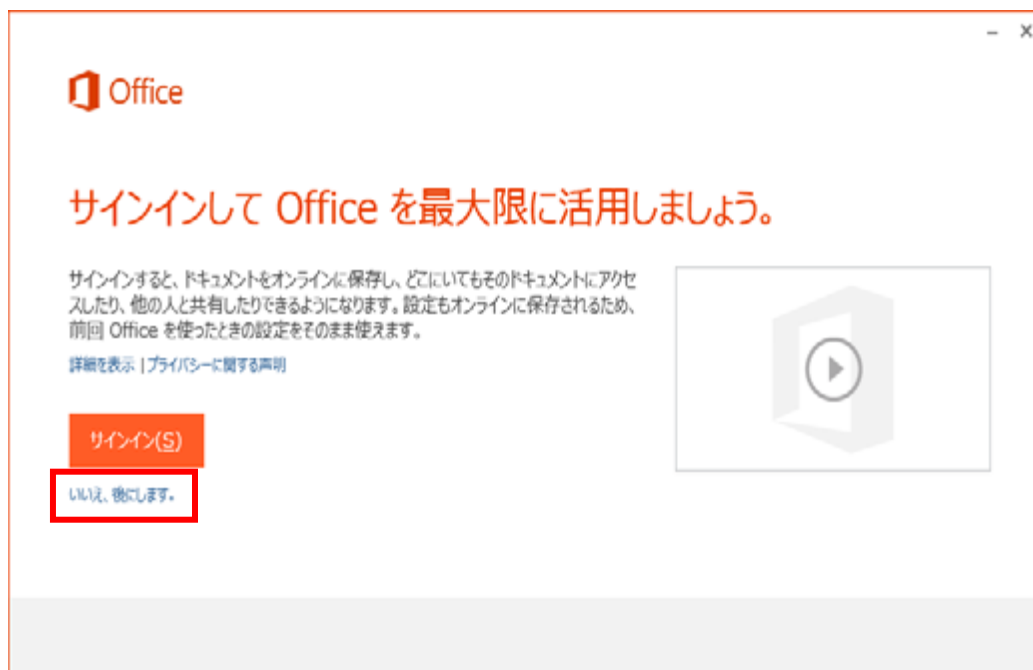 Office
サインインして Office を最大限に活用しましょう。
サインインすると、ドキュメントをオンラインに保存し、どこにいてもそのドキュメントにアクセ
スしたり、他の人と共有したりできるようになります。設定もオンラインに保存されるため、
前回 Office を使ったときの設定をそのまま使えます。
詳細を表示 | プライバシーに関する声明
サインイン(S)
いいえ、後にします。